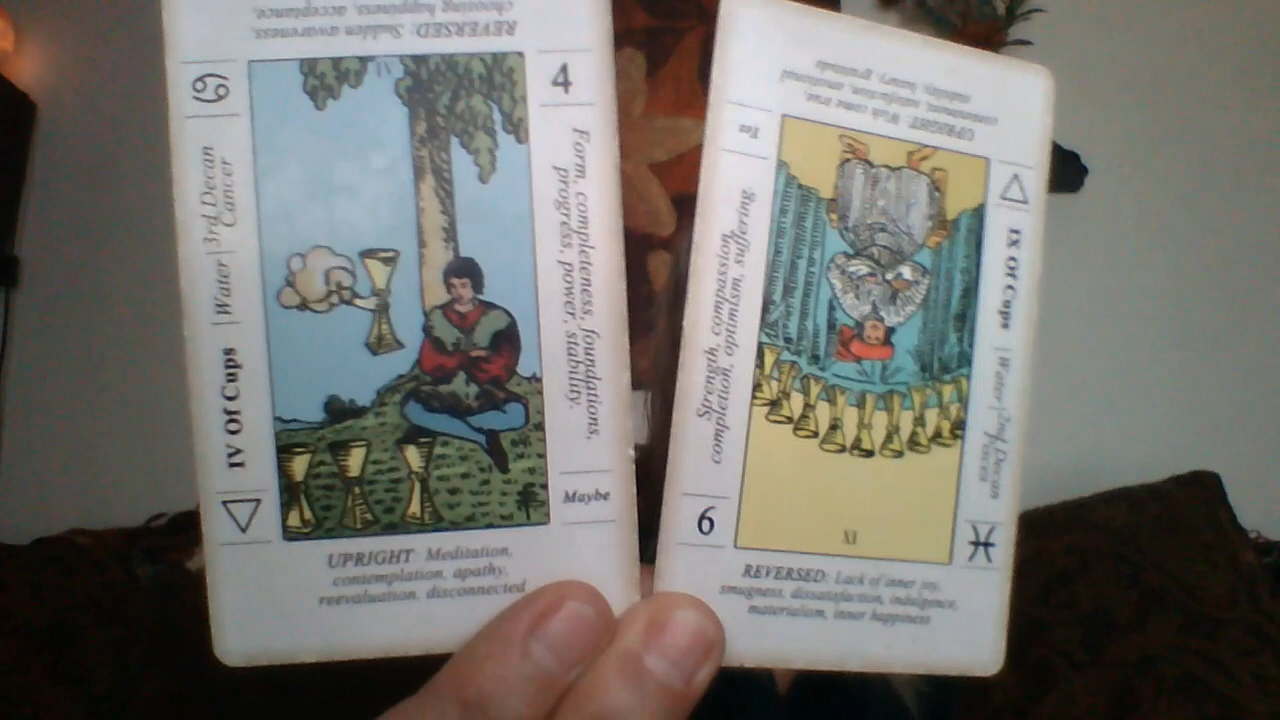 choosing happiness, acceptance,
REVERSED: Sudden awareness,
4
Form, completeness, foundations,
progress, power, stability.
Maybe
3rd Decan
Cancer
Water
IV Of Cups
UPRIGHT: Meditation,
contemplation, apathy,
reevaluation, disconnected
stability, luxury, gratitude
contentment, satisfaction, emotional
UPRIGHT: Wish come true,
Yes
Strength, compassion,
completion, optimism, suffering.
6
IX Of Cups
Water
2nd Decan
Pisces
IX
REVERSED: Lack of inner joy,
smugness, dissatisfaction, indulgence,
materialism, inner happiness